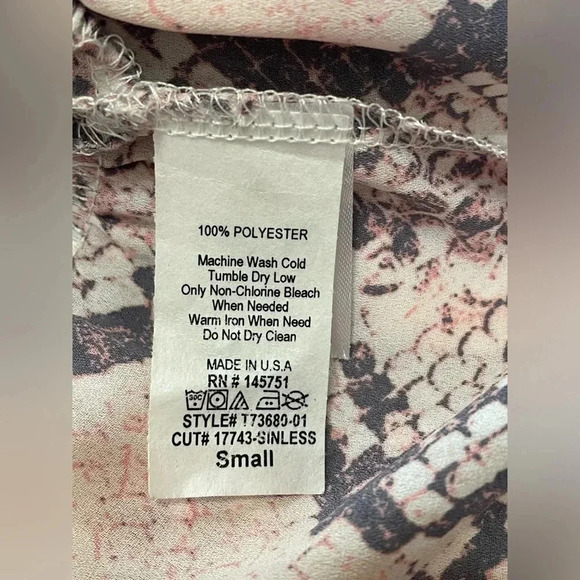 100% POLYESTER
Machine Wash Cold
Tumble Dry Low
Only Non-Chlorine Bleach
When Needed
Warm Iron When Need
Do Not Dry Clean
MADE IN U.S.A
RN # 145751
STYLE# T73680-01
CUT# 17743-SINLESS
Small